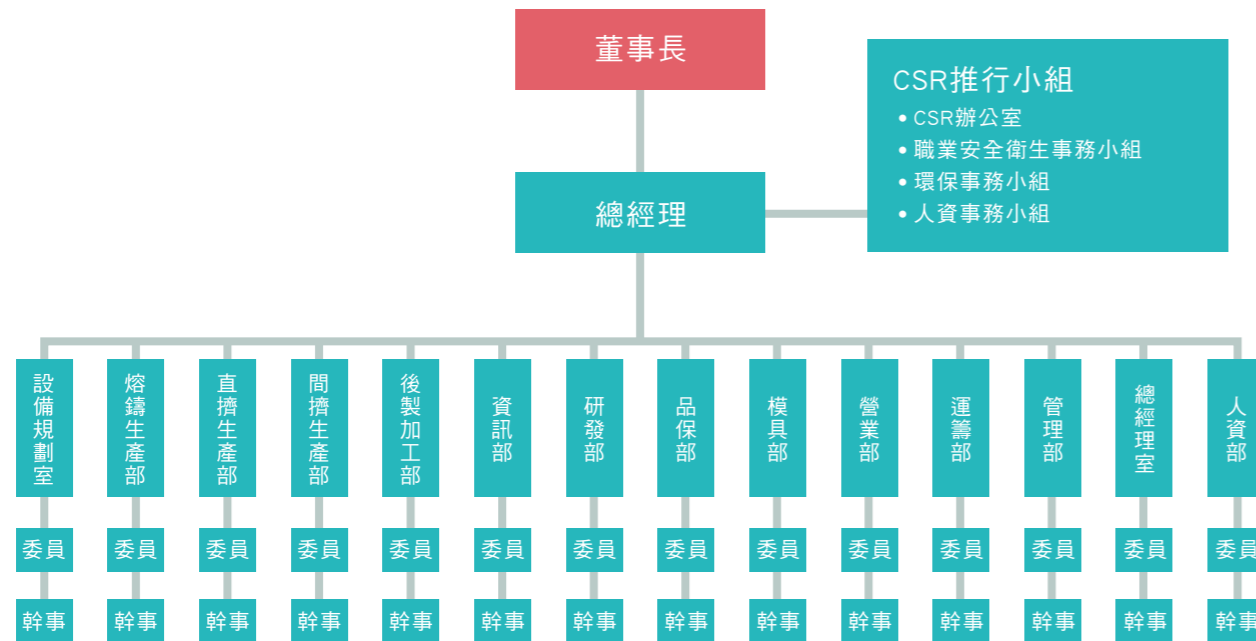 董事長
CSR推行小組
• CSR辦公室
• 職業安全衛生事務小組
• 環保事務小組
• 人資事務小組
總經理
設備規劃室
熔鑄生產部
直擠生產部
間擠生產部
後製加工部
資訊部
研發部
品保部
模具部
營業部
運籌部
管理部
總經理室
人資部
委員 委員 委員 委員 委員 委員 委員 委員 委員 委員 委員 委員 委員 委員
幹事 幹事 幹事 幹事 幹事 幹事 幹事 幹事 幹事 幹事 幹事 幹事 幹事 幹事